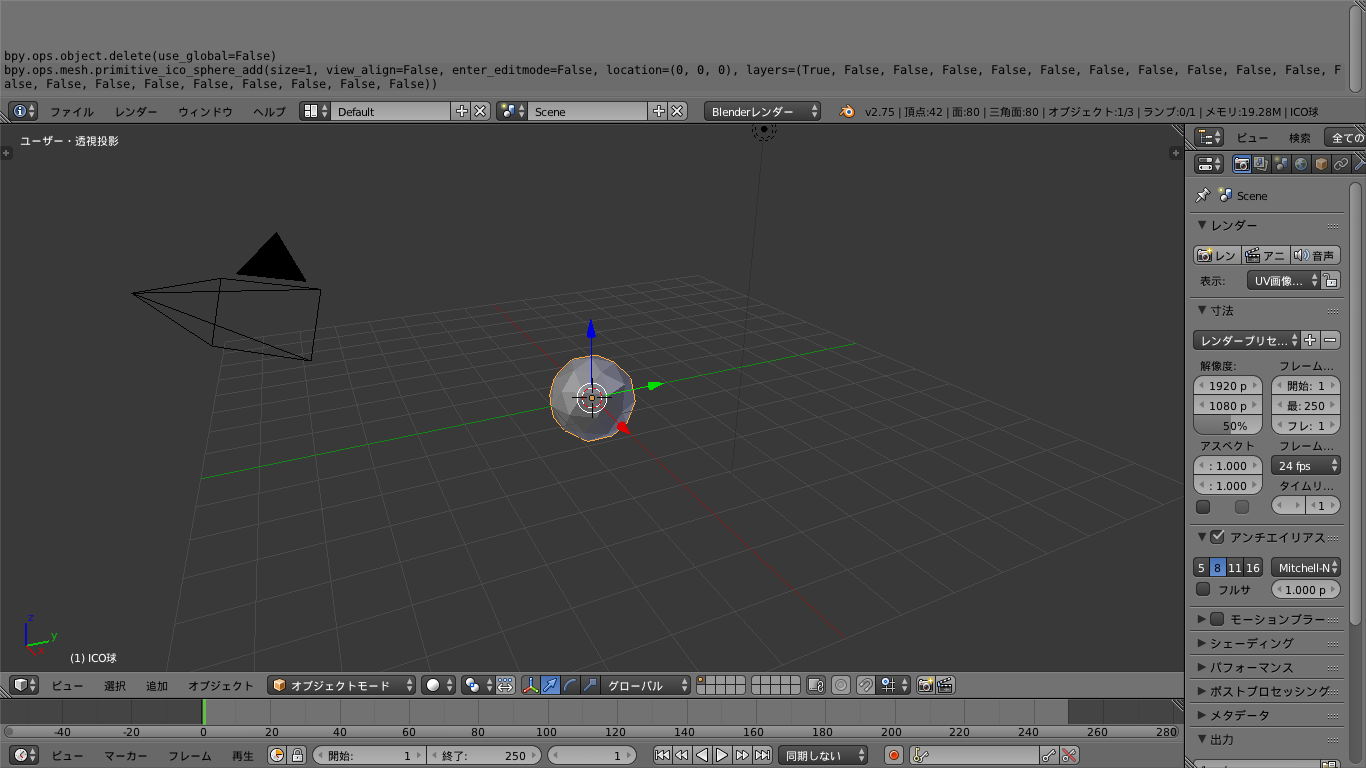 bpy.ops.object.delete(use_global=False)
bpy.ops.mesh.primitive_ico_sphere_add(size=1, view_align=False, enter_editmode=False, location=(0, 0, 0), layers=(True, False, False, False, False, False, False, False, False, False, False, F
alse, False, False, False, False, False, False, False, False))
ファイル レンダー ウィンドウ ヘルプ Default Scene Blenderレンダー v2.75 | 頂点:42 | 面:80 | 三角面:80 | オブジェクト:1/3 | ランプ:0/1 | メモリ:19.28M | ICO球
ユーザー・透視投影
ビュー 検索 全ての
Scene
レンダー
レン アニ 音声
表示: UV画像...
寸法
レンダープリセ...
解像度: フレーム...
1920 p 開始: 1
1080 p 最: 250
50% フレ: 1
アスペクト フレーム...
: 1.000 24 fps
: 1.000 タイムリ...
1
アンチエイリアス
5 8 11 16 Mitchell-N
フルサ 1.000 p
モーションブラー
シェーディング
パフォーマンス
ポストプロセッシング
メタデータ
出力
z
y
x
(1) ICO球
ビュー 選択 追加 オブジェクト オブジェクトモード グローバル
-40 -20 0 20 40 60 80 100 120 140 160 180 200 220 240 260 280
ビュー マーカー フレーム 再生 開始: 1 終了: 250 1 同期しない